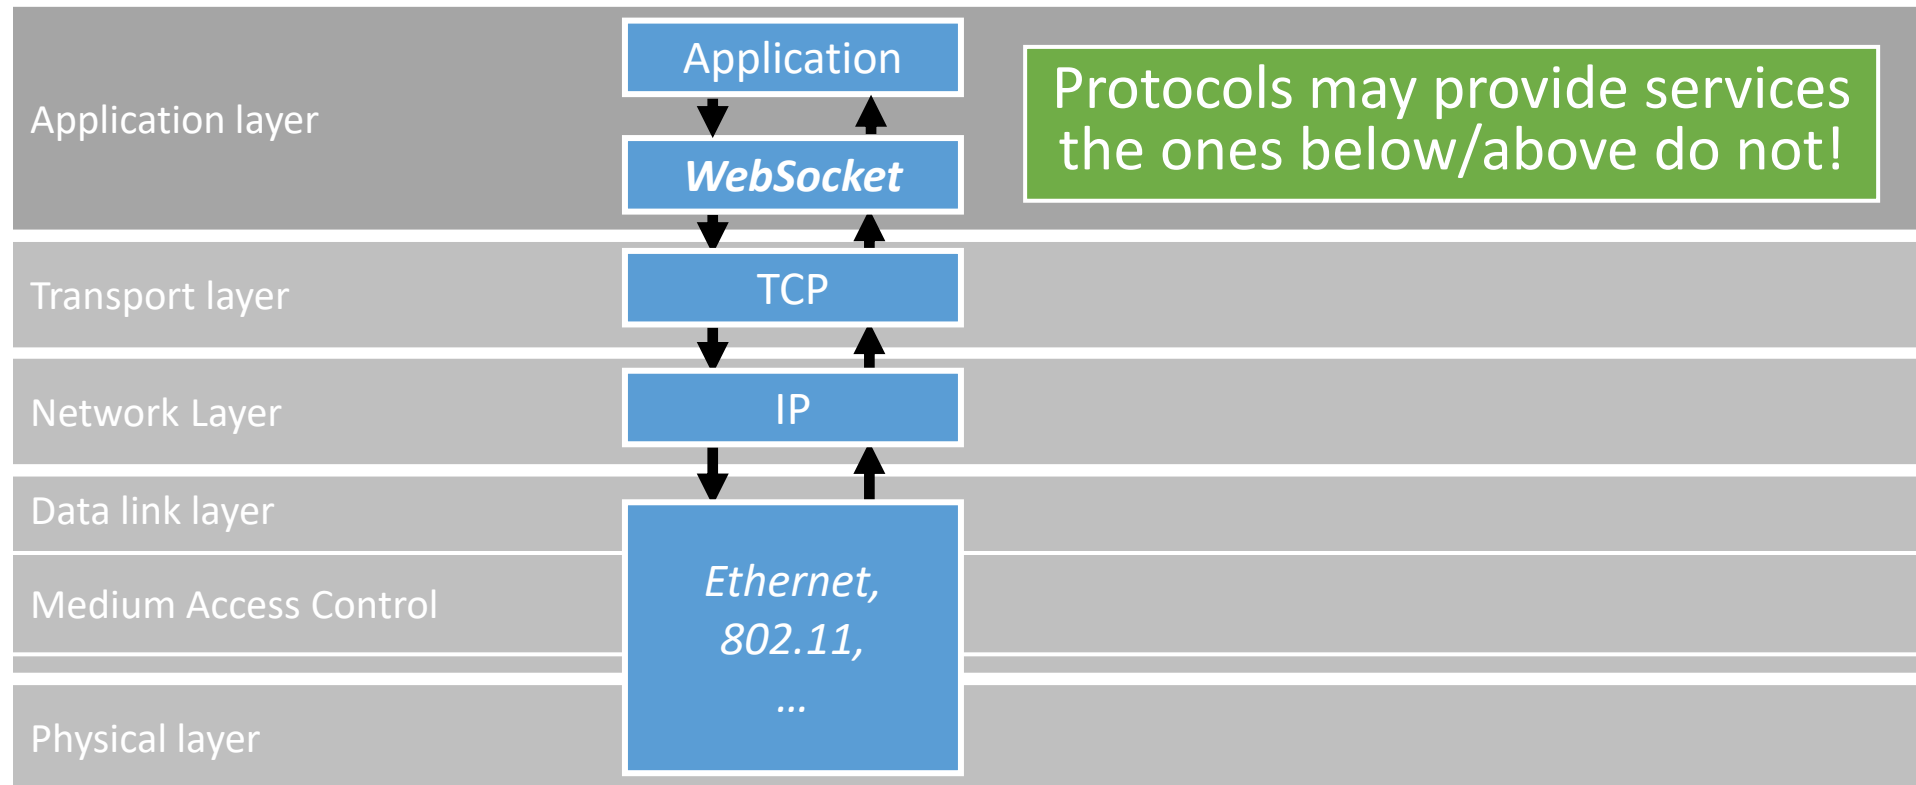 Application layer
Application
WebSocket
Protocols may provide services
the ones below/above do not!
Transport layer
TCP
Network Layer
IP
Data link layer
Medium Access Control
Ethernet,
802.11,
…
Physical layer